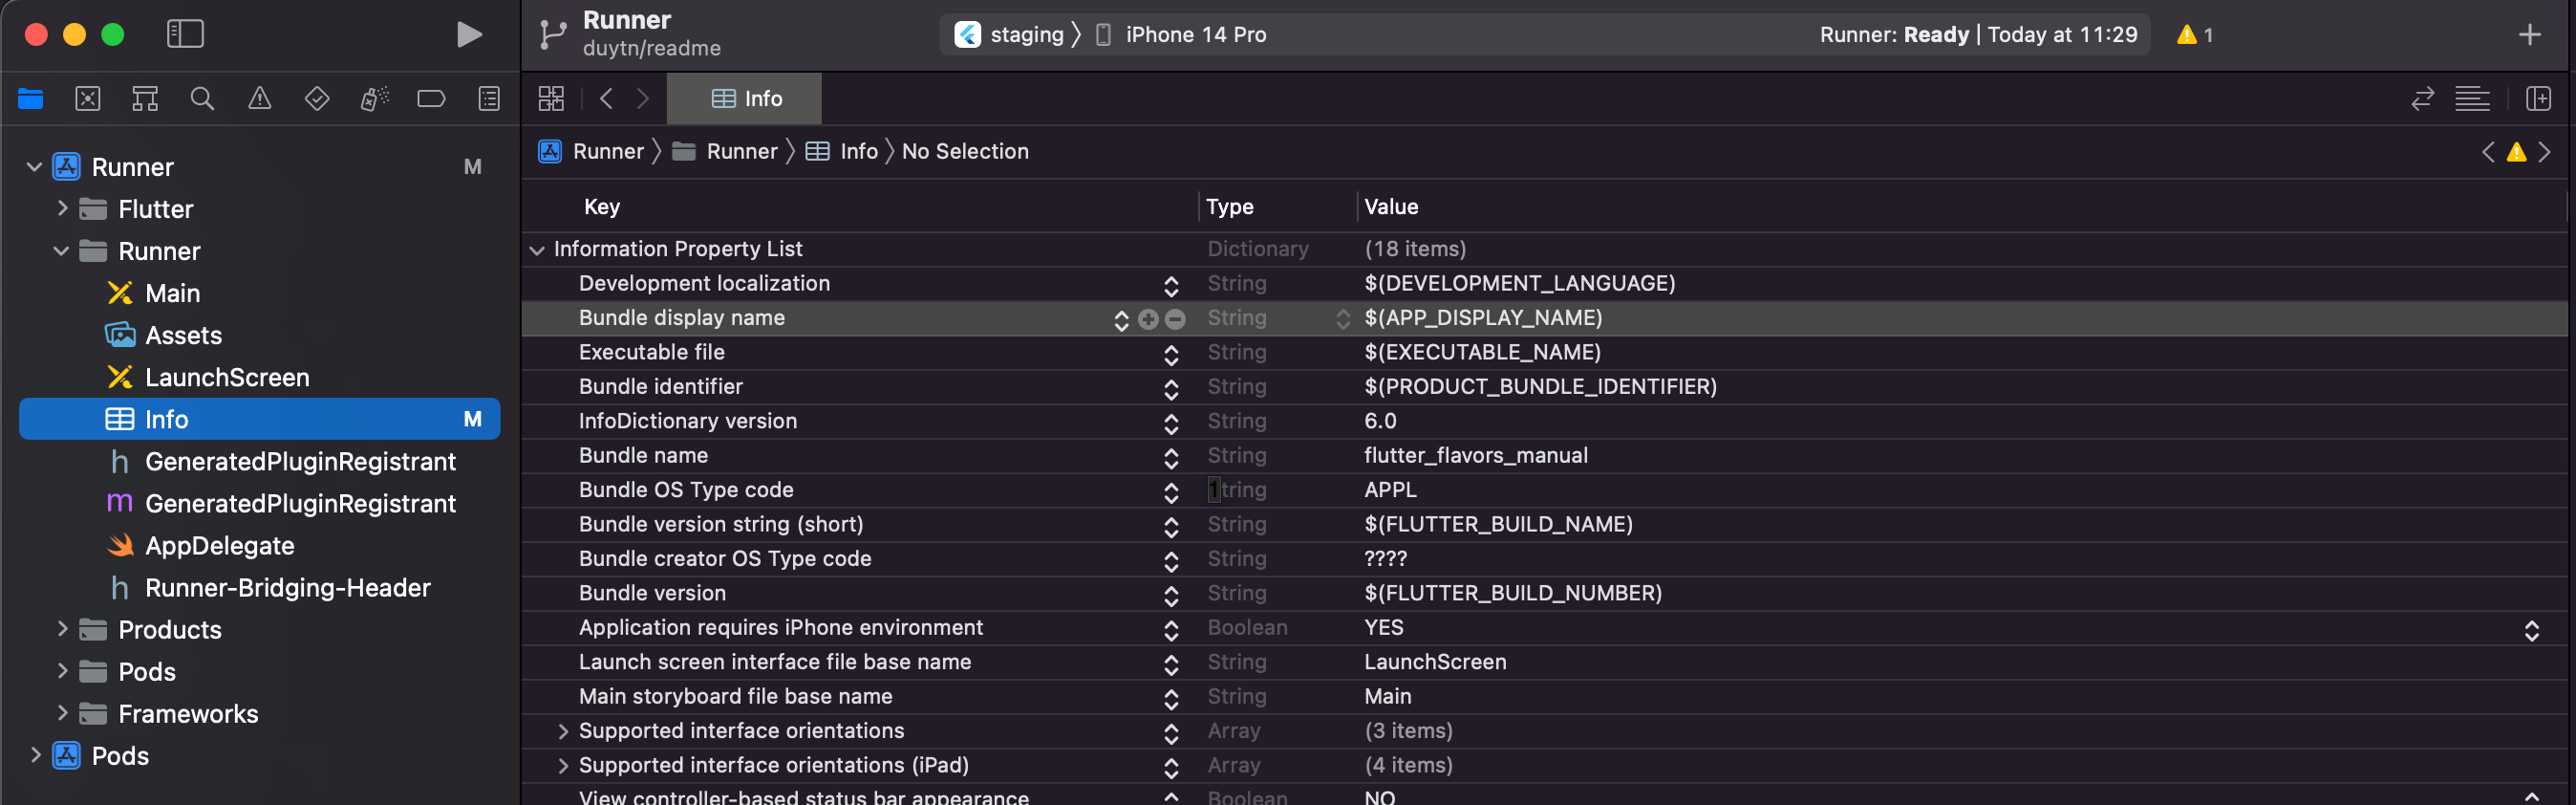 Runner
duytn/readme
staging
iPhone 14 Pro
Runner: Ready | Today at 11:29
1
Info
Runner
Runner
Info
No Selection
Runner M
Flutter
Runner
Main
Assets
LaunchScreen
Info M
h GeneratedPluginRegistrant
m GeneratedPluginRegistrant
AppDelegate
h Runner-Bridging-Header
Products
Pods
Frameworks
Pods
Key Type Value
Information Property List Dictionary (18 items)
Development localization String $(DEVELOPMENT_LANGUAGE)
Bundle display name String $(APP_DISPLAY_NAME)
Executable file String $(EXECUTABLE_NAME)
Bundle identifier String $(PRODUCT_BUNDLE_IDENTIFIER)
InfoDictionary version String 6.0
Bundle name String flutter_flavors_manual
Bundle OS Type code 1tring APPL
Bundle version string (short) String $(FLUTTER_BUILD_NAME)
Bundle creator OS Type code String ????
Bundle version String $(FLUTTER_BUILD_NUMBER)
Application requires iPhone environment Boolean YES
Launch screen interface file base name String LaunchScreen
Main storyboard file base name String Main
Supported interface orientations Array (3 items)
Supported interface orientations (iPad) Array (4 items)
View controller-based status bar appearance Boolean NO